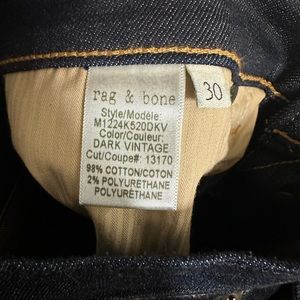 rag & bone
Style/Modèle:
M1224K520DKV
Color/Couleur:
DARK VINTAGE
Cut/Coupe#: 13170
98% COTTON/COTON
2% POLYURETHANE
POLYURÉTHANE
30